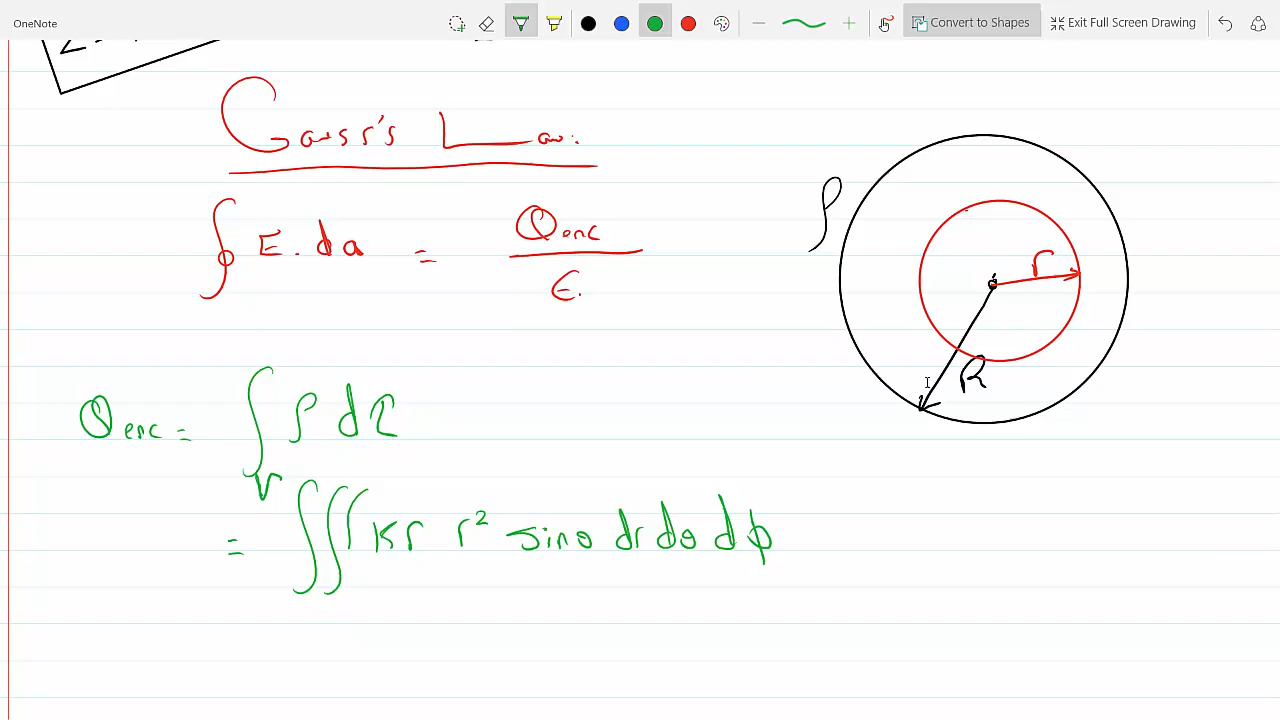 OneNote
Convert to Shapes
Exit Full Screen Drawing
Gauss's Law:
∮ E . da = Qenc / ϵ.
ρ
r
R
Qenc = ∫v ρ dτ
= ∫∫∫ Kr r² sinθ dr dθ dϕ